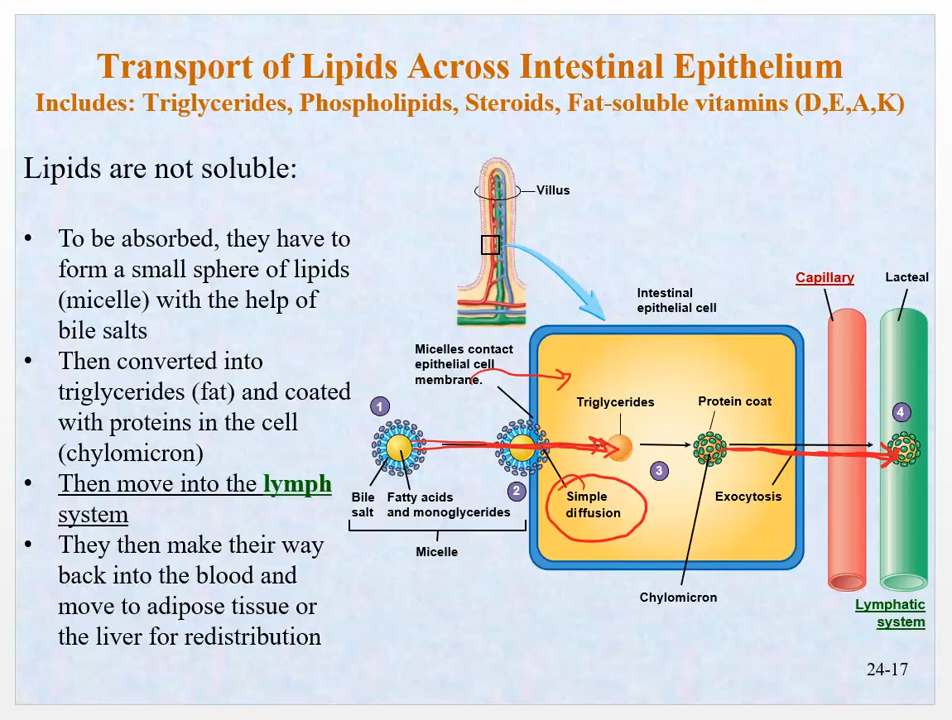 Transport of Lipids Across Intestinal Epithelium
Includes: Triglycerides, Phospholipids, Steroids, Fat-soluble vitamins (D,E,A,K)
Lipids are not soluble:
• To be absorbed, they have to
form a small sphere of lipids
(micelle) with the help of
bile salts
• Then converted into
triglycerides (fat) and coated
with proteins in the cell
(chylomicron)
• Then move into the lymph
system
• They then make their way
back into the blood and
move to adipose tissue or
the liver for redistribution
Villus
Intestinal
epithelial cell
Capillary
Lacteal
Micelles contact
epithelial cell
membrane.
Triglycerides
Protein coat
1
2
3
4
Bile
salt
Fatty acids
and monoglycerides
Micelle
Simple
diffusion
Exocytosis
Chylomicron
Lymphatic
system
24-17